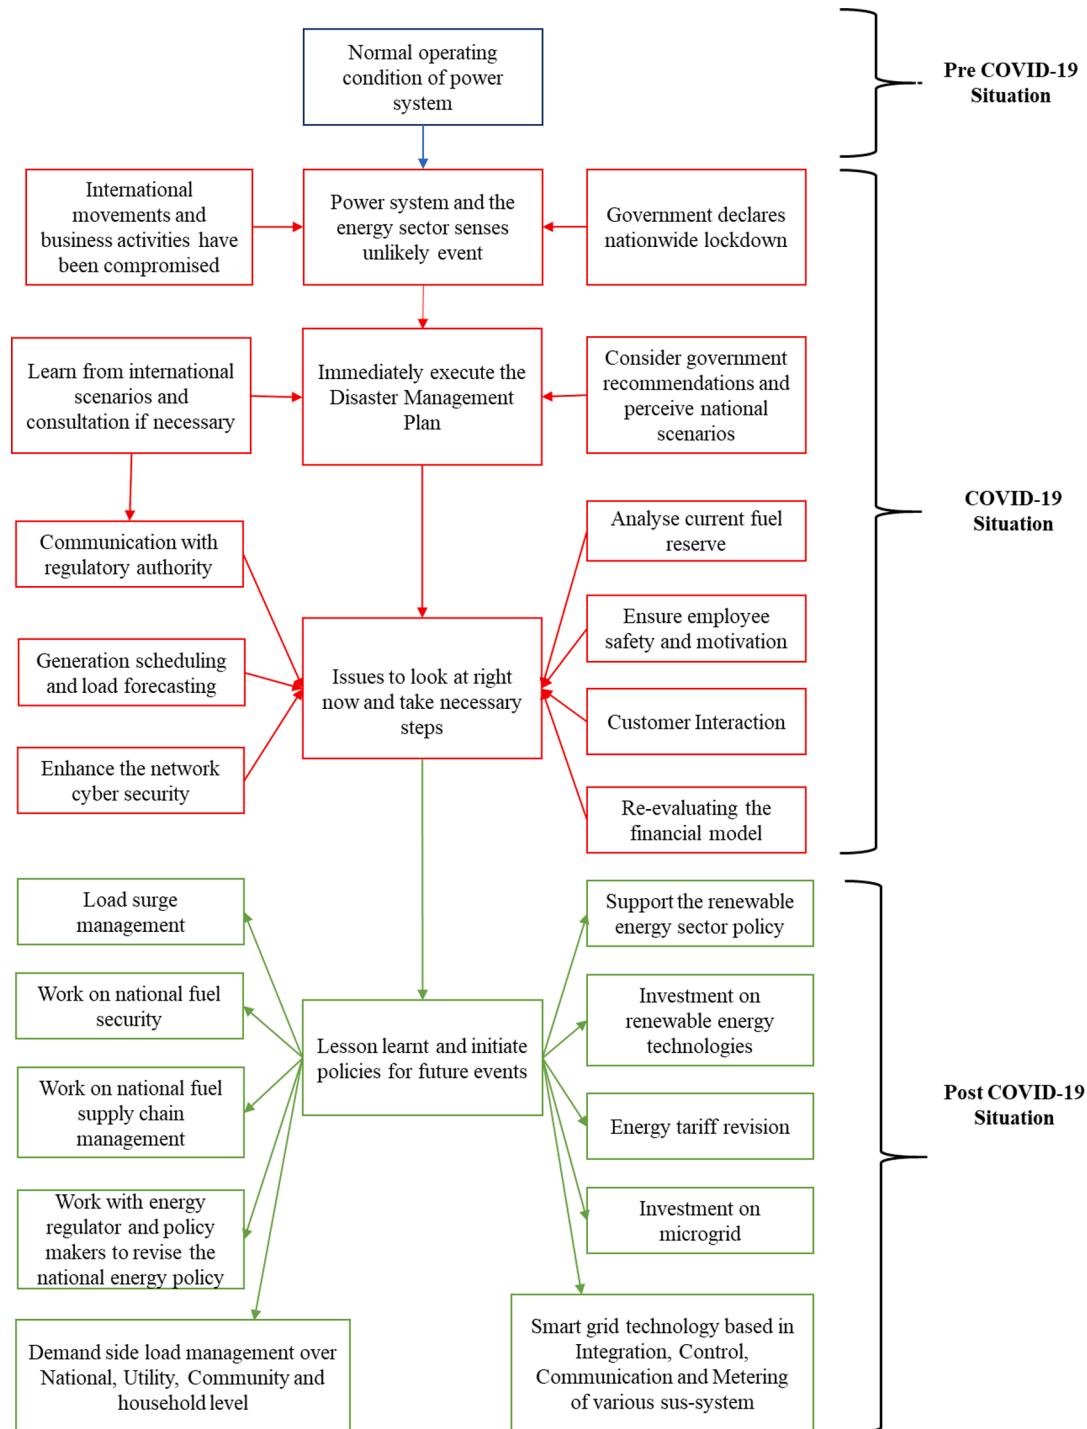 Normal operating
condition of power
system
Pre COVID-19
Situation
International
movements and
business activities have
been compromised
Power system and the
energy sector senses
unlikely event
Government declares
nationwide lockdown
Learn from international
scenarios and
consultation if necessary
Immediately execute the
Disaster Management
Plan
Consider government
recommendations and
perceive national
scenarios
COVID-19
Situation
Communication with
regulatory authority
Analyse current fuel
reserve
Generation scheduling
and load forecasting
Issues to look at right
now and take necessary
steps
Ensure employee
safety and motivation
Customer Interaction
Enhance the network
cyber security
Re-evaluating the
financial model
Load surge
management
Support the renewable
energy sector policy
Work on national fuel
security
Investment on
renewable energy
technologies
Lesson learnt and initiate
policies for future events
Work on national fuel
supply chain
management
Energy tariff revision
Post COVID-19
Situation
Work with energy
regulator and policy
makers to revise the
national energy policy
Investment on
microgrid
Demand side load management over
National, Utility, Community and
household level
Smart grid technology based in
Integration, Control,
Communication and Metering
of various sus-system